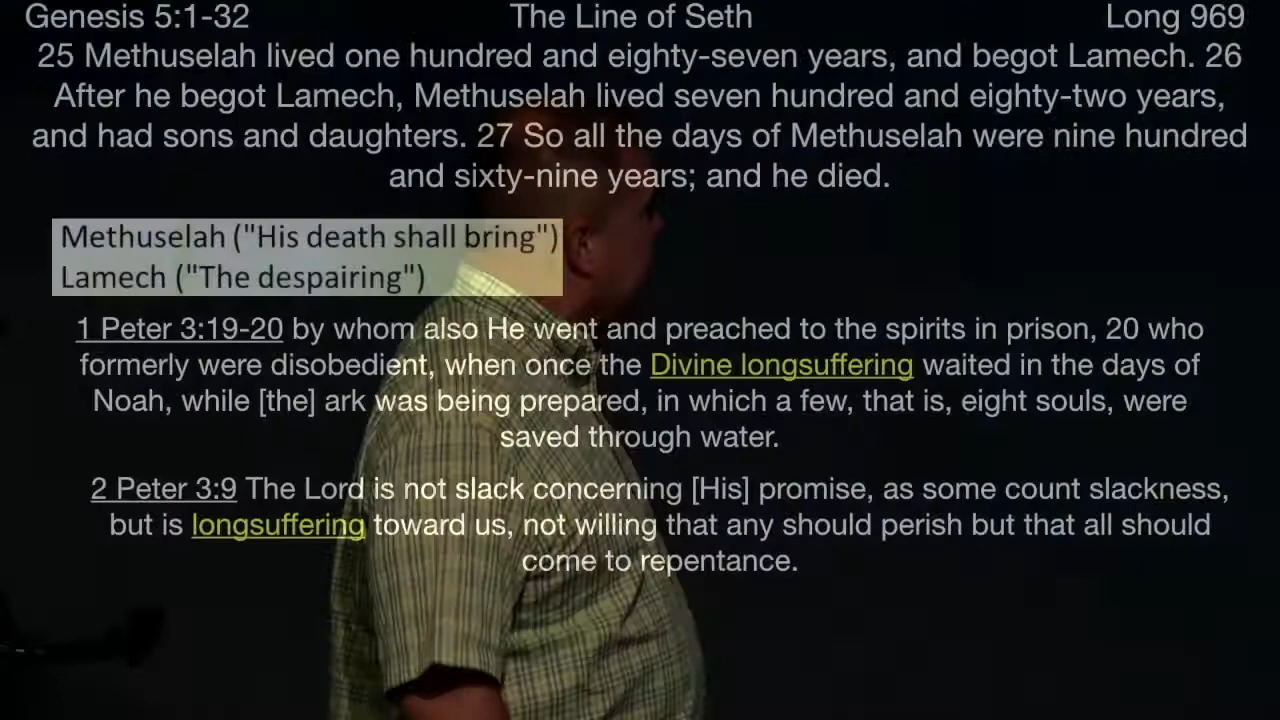 Genesis 5:1-32 The Line of Seth Long 969
25 Methuselah lived one hundred and eighty-seven years, and begot Lamech. 26
After he begot Lamech, Methuselah lived seven hundred and eighty-two years,
and had sons and daughters. 27 So all the days of Methuselah were nine hundred
and sixty-nine years; and he died.
Methuselah ("His death shall bring")
Lamech ("The despairing")
1 Peter 3:19-20 by whom also He went and preached to the spirits in prison, 20 who
formerly were disobedient, when once the Divine longsuffering waited in the days of
Noah, while [the] ark was being prepared, in which a few, that is, eight souls, were
saved through water.
2 Peter 3:9 The Lord is not slack concerning [His] promise, as some count slackness,
but is longsuffering toward us, not willing that any should perish but that all should
come to repentance.